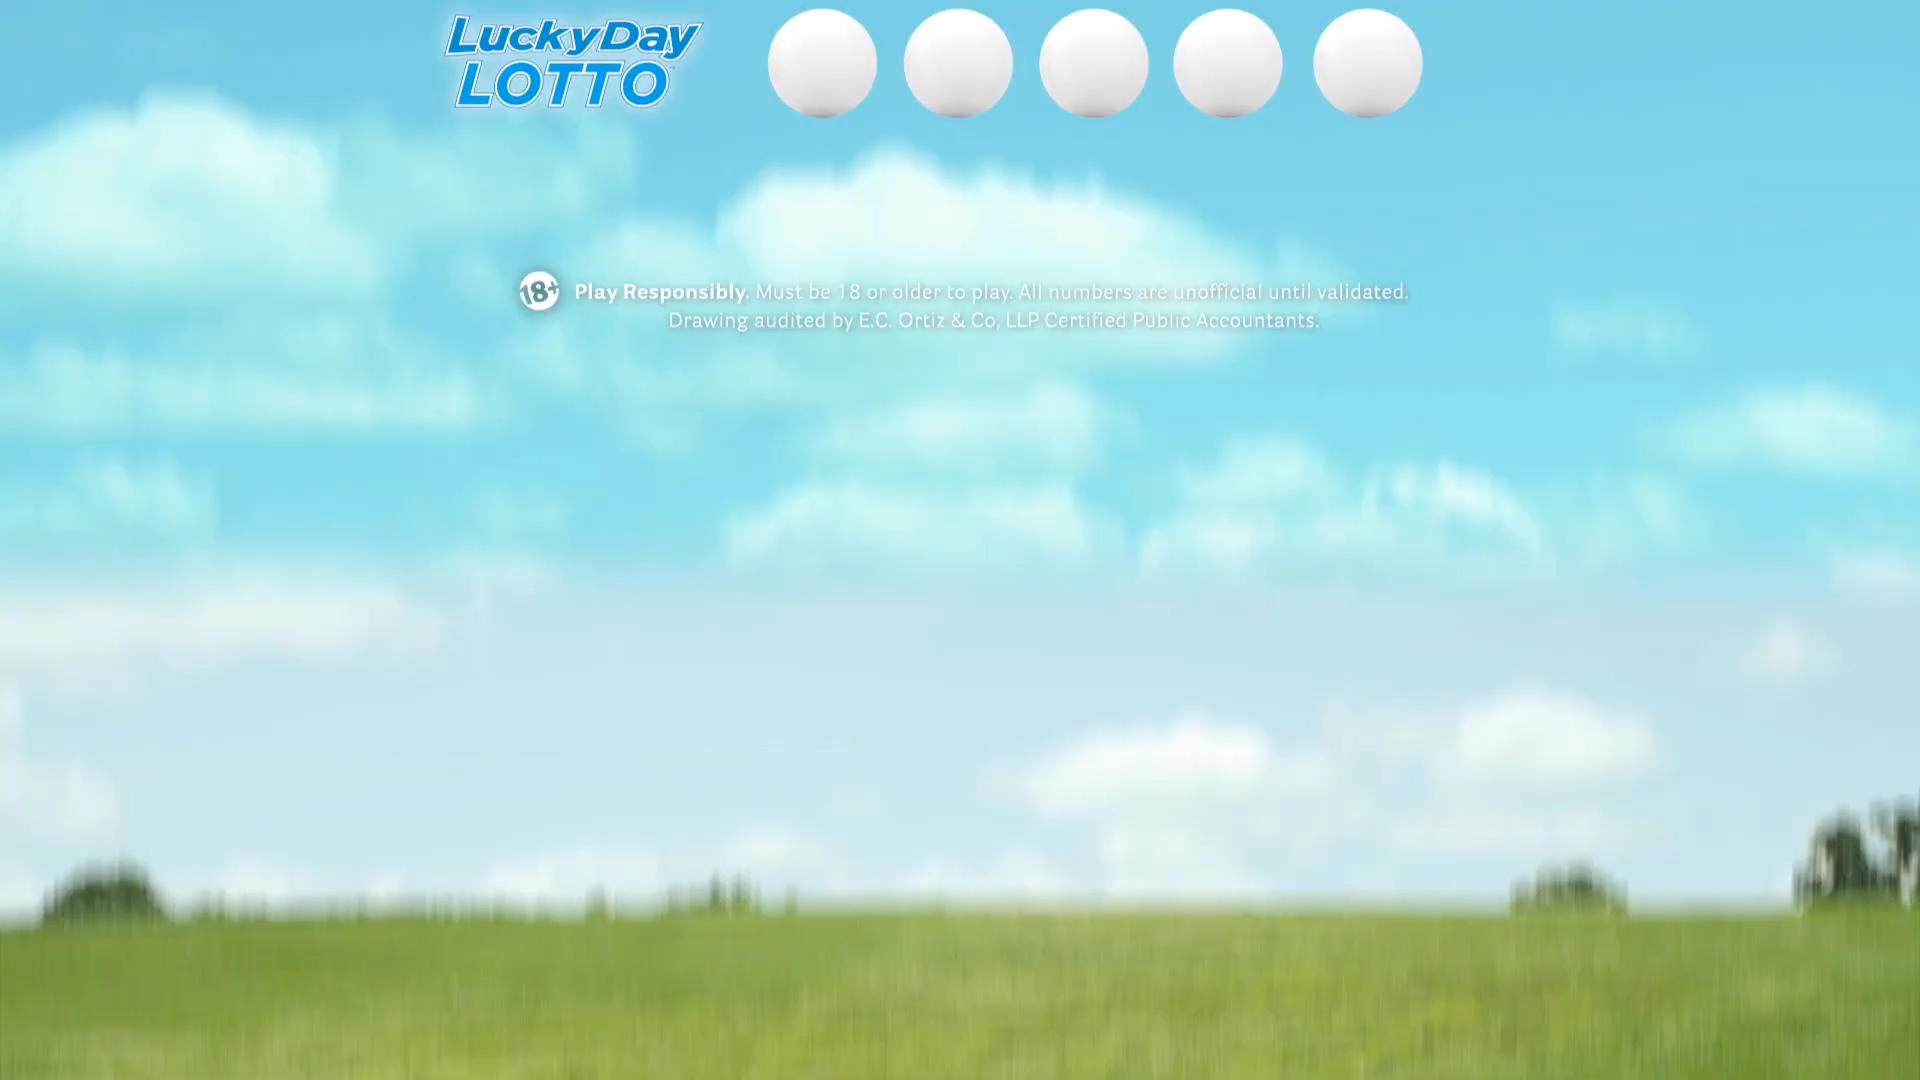 LuckyDay
LOTTO
18+ Play Responsibly. Must be 18 or older to play. All numbers are unofficial until validated.
Drawing audited by E.C. Ortiz & Co, LLP Certified Public Accountants.